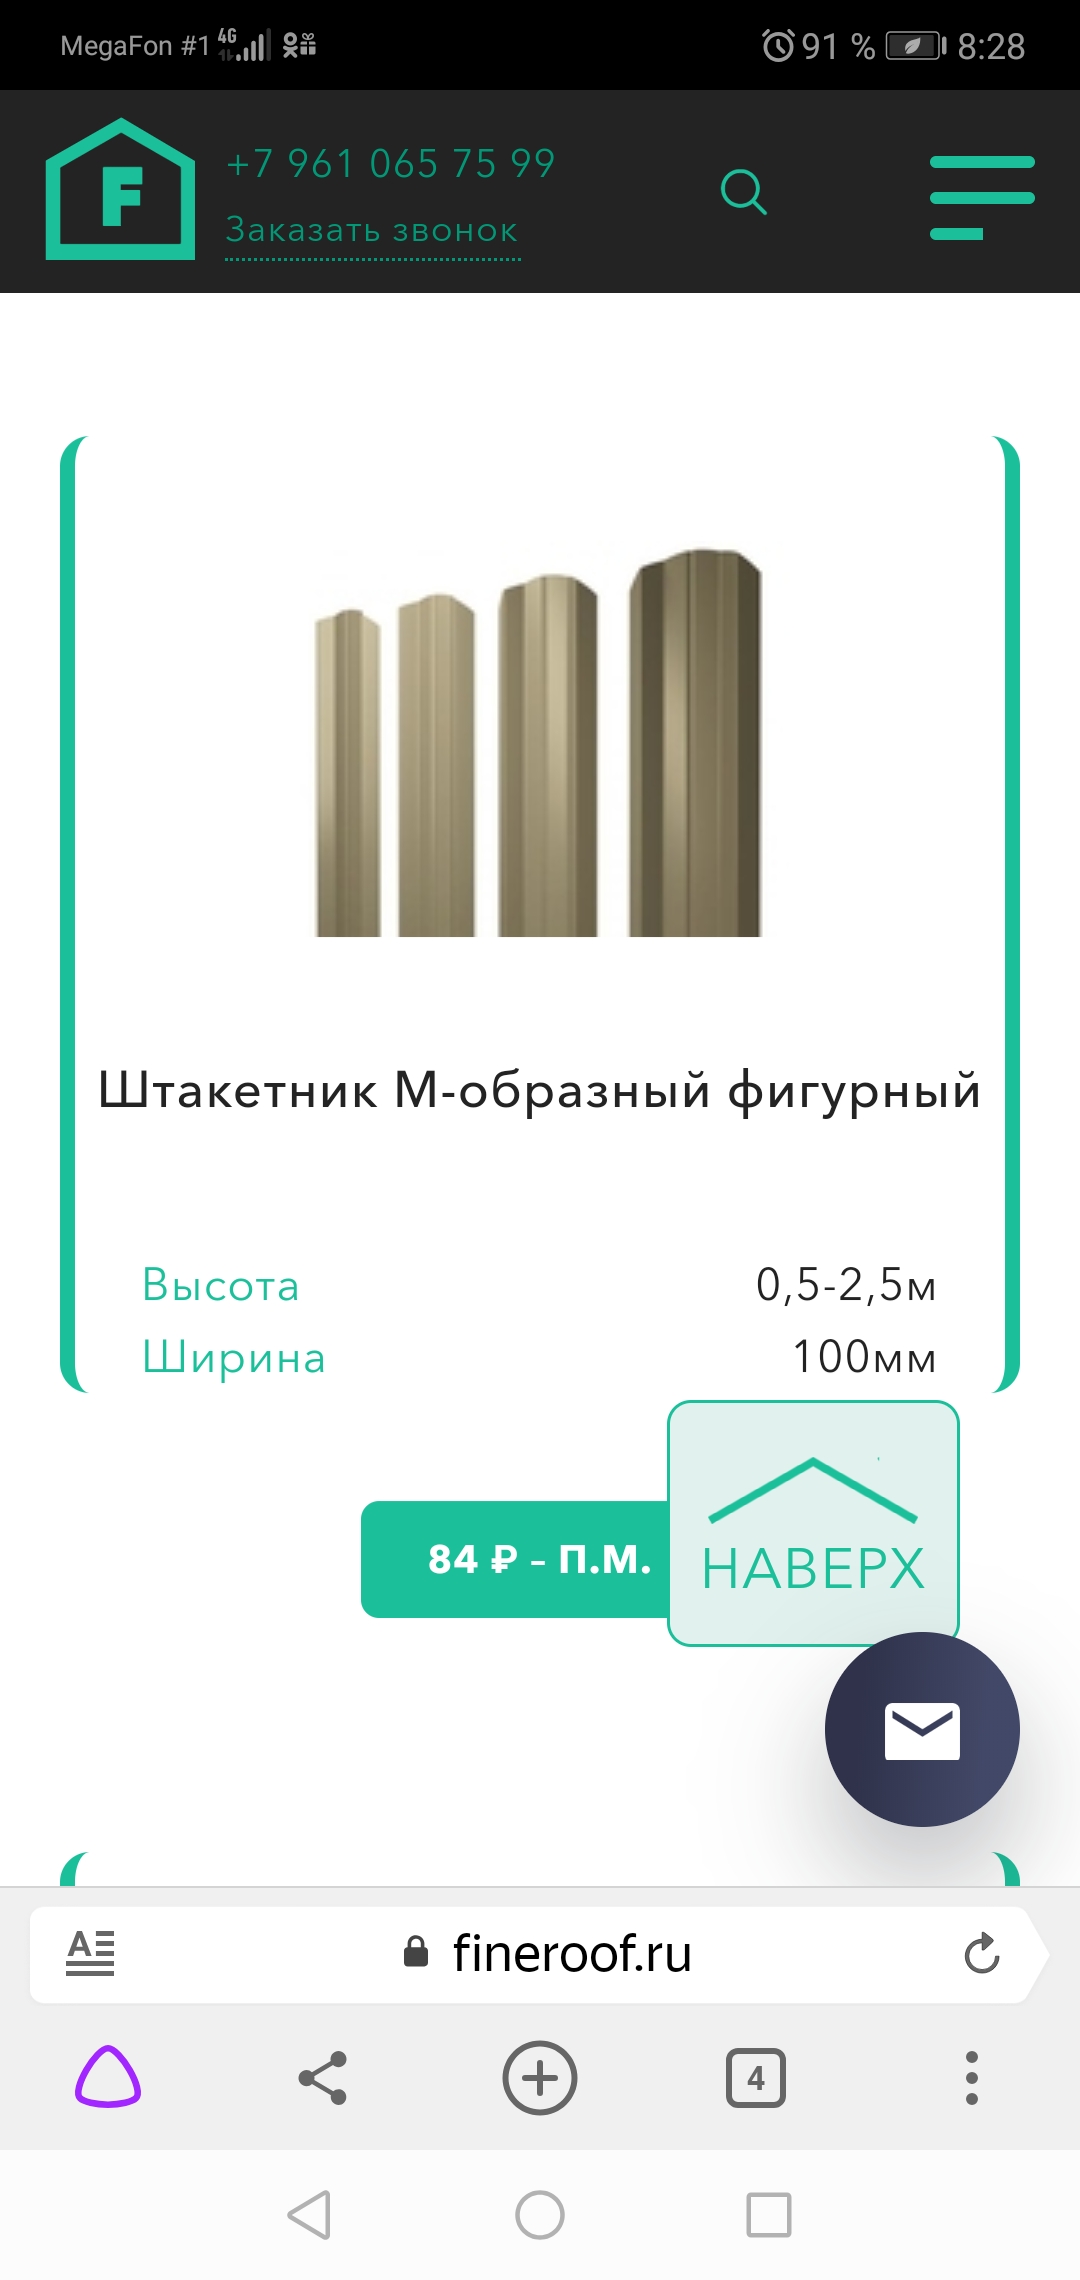 MegaFon #1 4G 91 % 8:28
F
+7 961 065 75 99
Заказать звонок
Штакетник М-образный фигурный
Высота 0,5-2,5м
Ширина 100мм
84 ₽ – П.М.
НАВЕРХ
A
fineroof.ru
4